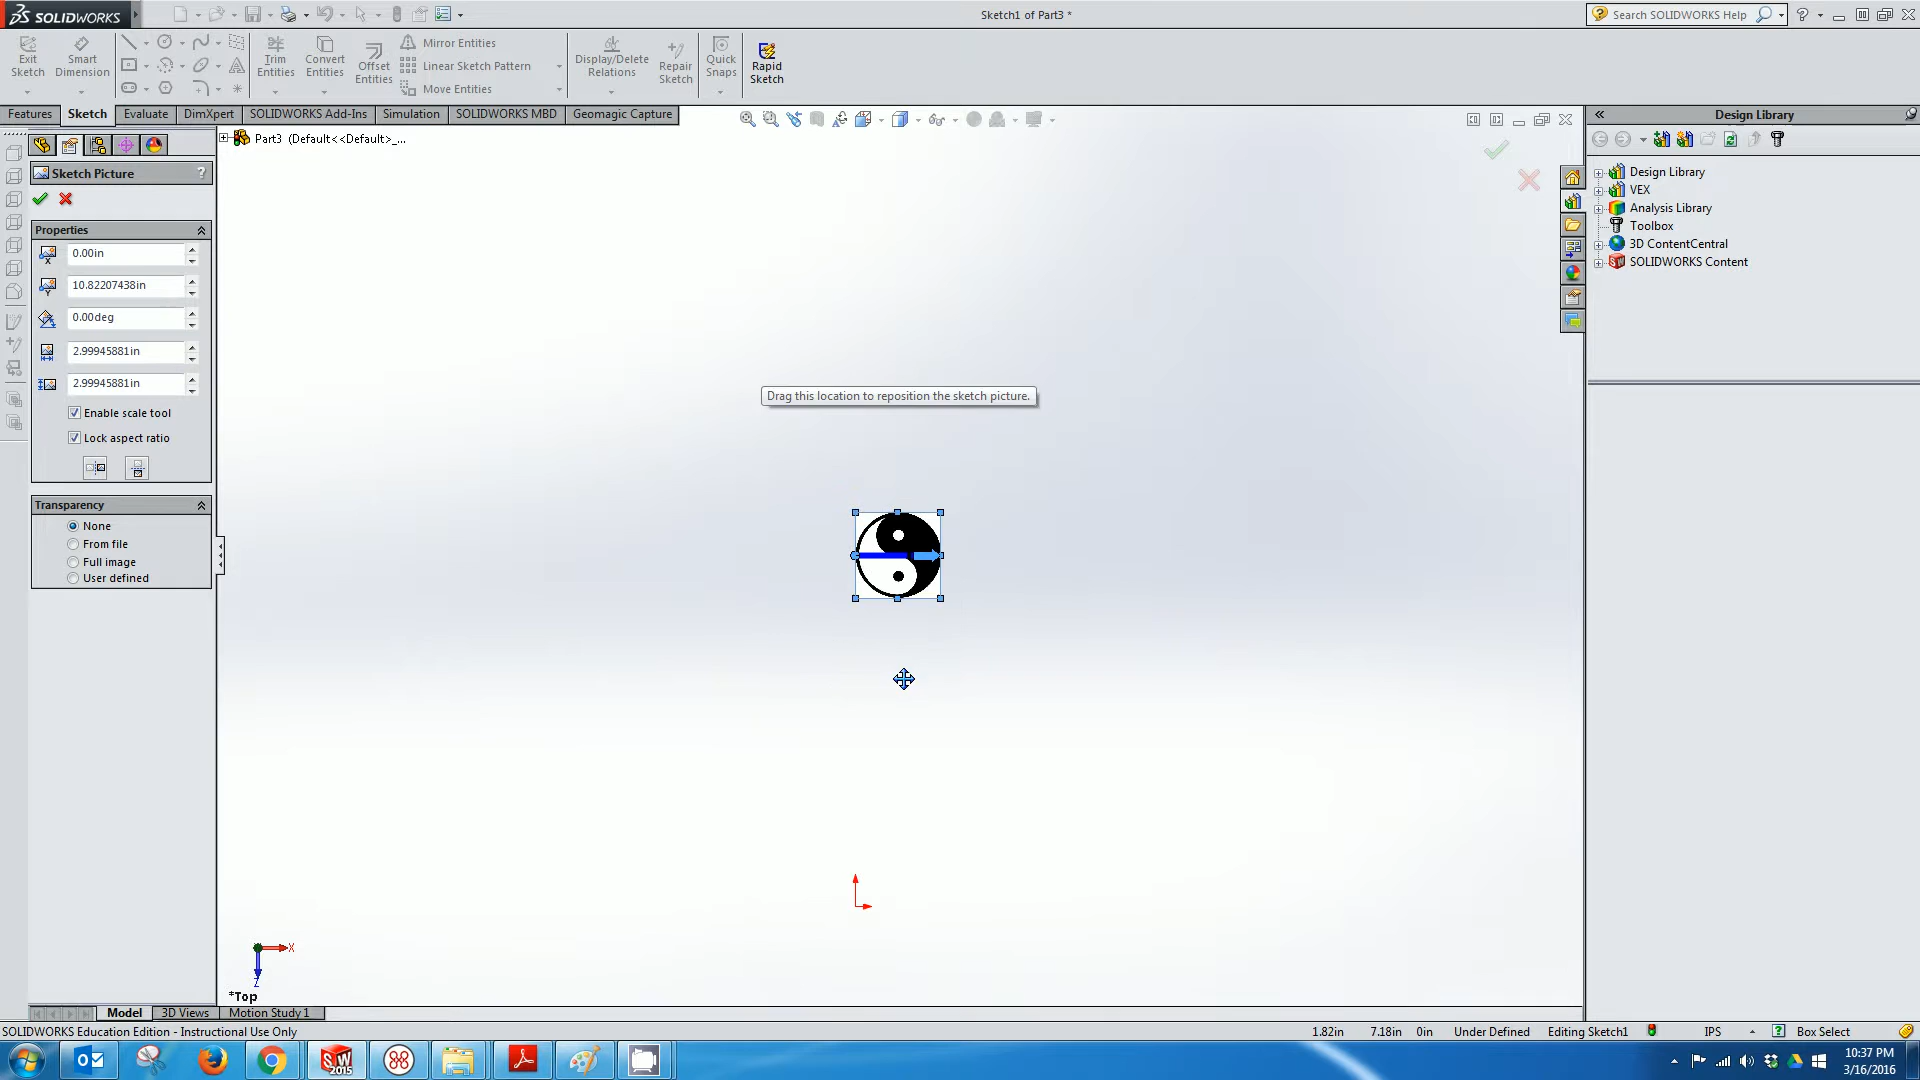 SOLIDWORKS
Sketch1 of Part3 *
Search SOLIDWORKS Help
Exit Sketch
Smart Dimension
Trim Entities
Convert Entities
Offset Entities
Mirror Entities
Linear Sketch Pattern
Move Entities
Display/Delete Relations
Repair Sketch
Quick Snaps
Rapid Sketch
Features
Sketch
Evaluate
DimXpert
SOLIDWORKS Add-Ins
Simulation
SOLIDWORKS MBD
Geomagic Capture
Part3 (Default<<Default>_...
Sketch Picture
?
Properties
0.00in
10.82207438in
0.00deg
2.99945881in
2.99945881in
Enable scale tool
Lock aspect ratio
Transparency
None
From file
Full image
User defined
Drag this location to reposition the sketch picture.
X
Z
*Top
Design Library
Design Library
VEX
Analysis Library
Toolbox
3D ContentCentral
SOLIDWORKS Content
Model
3D Views
Motion Study 1
SOLIDWORKS Education Edition - Instructional Use Only
1.82in
7.18in
0in
Under Defined
Editing Sketch1
IPS
Box Select
SW
2015
10:37 PM
3/16/2016